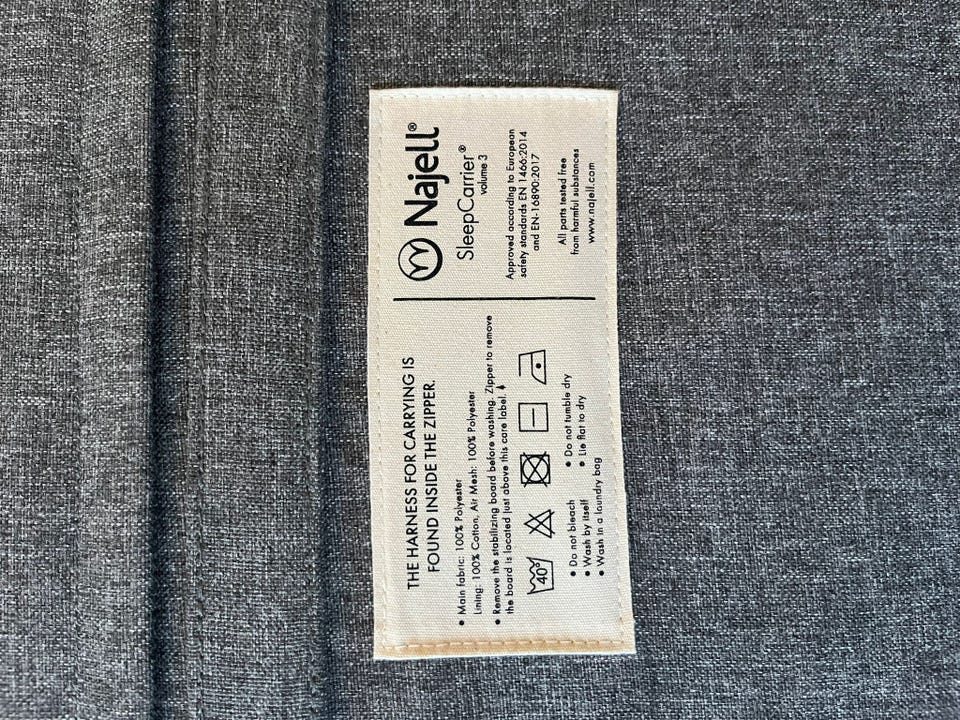 THE HARNESS FOR CARRYING IS
FOUND INSIDE THE ZIPPER.
• Main fabric: 100% Polyester
Lining: 100% Cotton, Air Mesh: 100% Polyester
• Remove the stabilizing board before washing. Zipper to remove
the board is located just above this care label.
40°
• Do not bleach
• Wash by itself
• Wash in a laundry bag
• Do not tumble dry
• Lie flat to dry
Najell®
SleepCarrier®
volume 3
Approved according to European
safety standards EN 1466:2014
and EN-16890:2017
All parts tested free
from harmful substances
www.najell.com